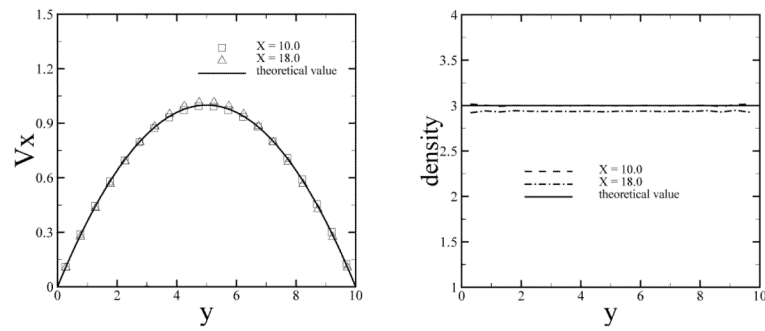 1.5
1.2
0.9
0.6
0.3
0
Vx
X = 10.0
X = 18.0
theoretical value
0 2 4 6 8 10
y
4
3.5
3
2.5
2
1.5
1
density
X = 10.0
X = 18.0
theoretical value
0 2 4 6 8 10
y